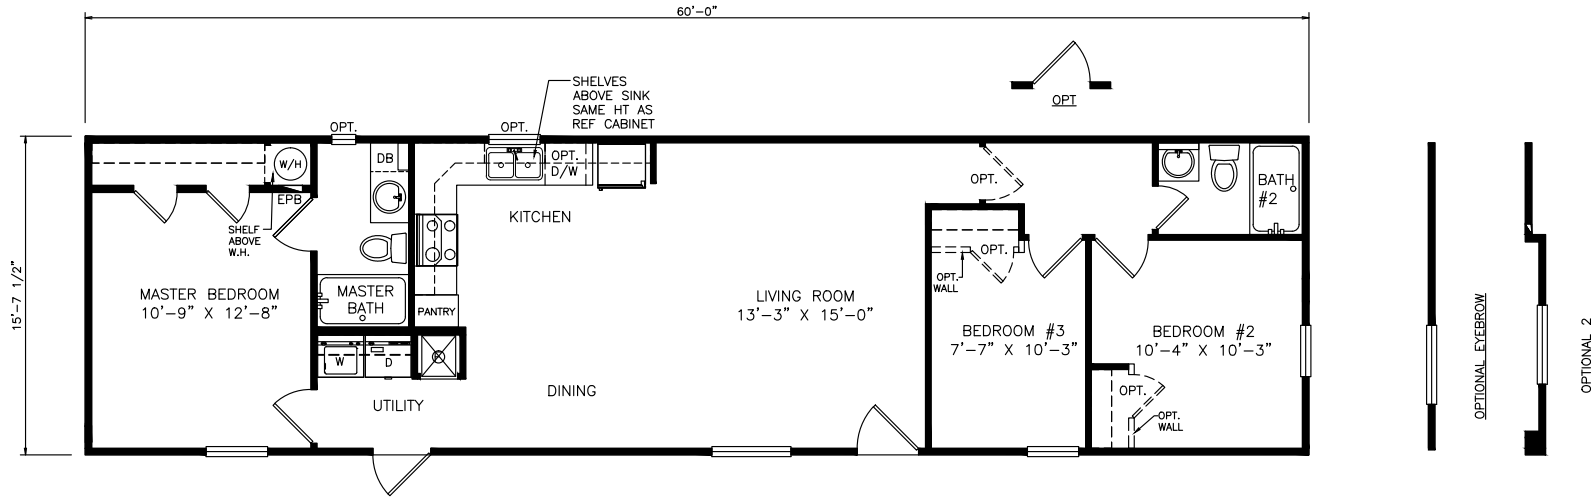 60'-0"
OPT
SHELVES
ABOVE SINK
SAME HT AS
REF CABINET
OPT.
OPT.
15'-7 1/2"
W/H
EPB
SHELF
ABOVE
W.H.
DB
OPT.
D/W
KITCHEN
OPT.
BATH
#2
MASTER BEDROOM
10'-9" X 12'-8"
MASTER
BATH
PANTRY
LIVING ROOM
13'-3" X 15'-0"
OPT.
OPT.
WALL
BEDROOM #3
7'-7" X 10'-3"
BEDROOM #2
10'-4" X 10'-3"
W
D
UTILITY
DINING
OPT.
OPT.
WALL
OPTIONAL EYEBROW
OPTIONAL 2